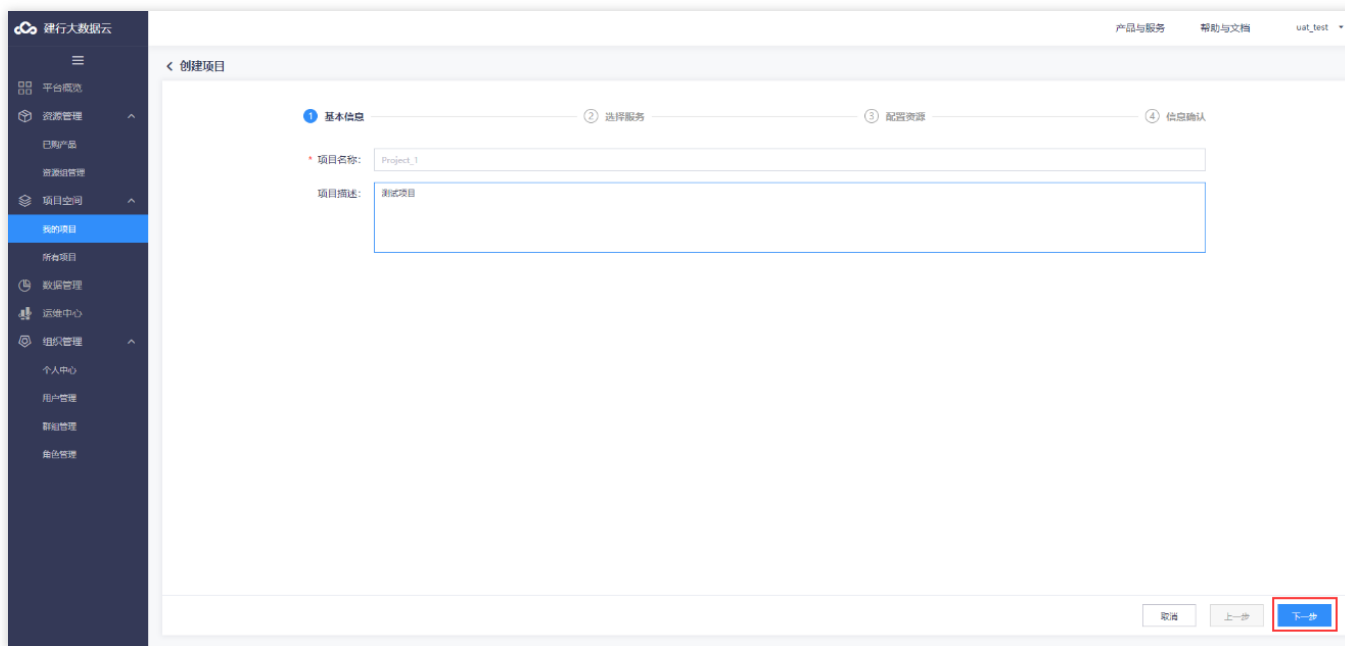 建行大数据云
产品与服务 帮助与文档 uat_test
创建项目
平台概览
资源管理
已购产品
资源组管理
项目空间
我的项目
所有项目
数据管理
运维中心
组织管理
个人中心
用户管理
群组管理
角色管理
1 基本信息 2 选择服务 3 配置资源 4 信息确认
* 项目名称: Project_1
项目描述: 测试项目
取消 上一步 下一步